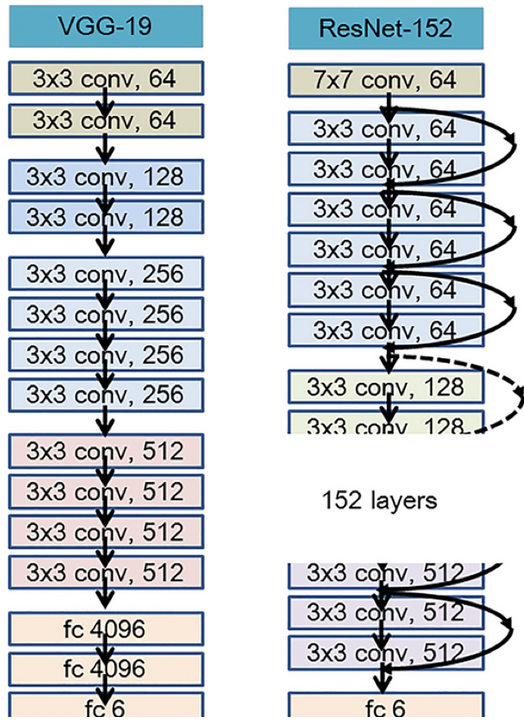 VGG-19
3x3 conv, 64
3x3 conv, 64
3x3 conv, 128
3x3 conv, 128
3x3 conv, 256
3x3 conv, 256
3x3 conv, 256
3x3 conv, 256
3x3 conv, 512
3x3 conv, 512
3x3 conv, 512
3x3 conv, 512
fc 4096
fc 4096
fc 6
ResNet-152
7x7 conv, 64
3x3 conv, 64
3x3 conv, 64
3x3 conv, 64
3x3 conv, 64
3x3 conv, 64
3x3 conv, 64
3x3 conv, 128
3x3 conv, 128
152 layers
3x3 conv, 512
3x3 conv, 512
3x3 conv, 512
fc 6